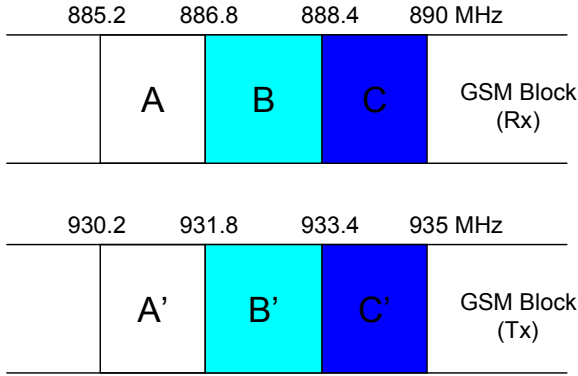 885.2 886.8 888.4 890 MHz
A B C GSM Block
(Rx)
930.2 931.8 933.4 935 MHz
A’ B’ C’ GSM Block
(Tx)